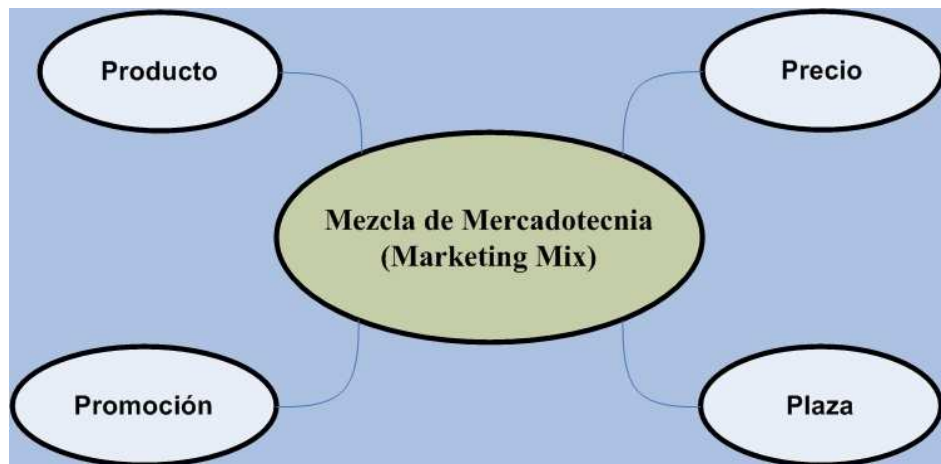 Producto
Precio
Mezcla de Mercadotecnia
(Marketing Mix)
Promoción
Plaza